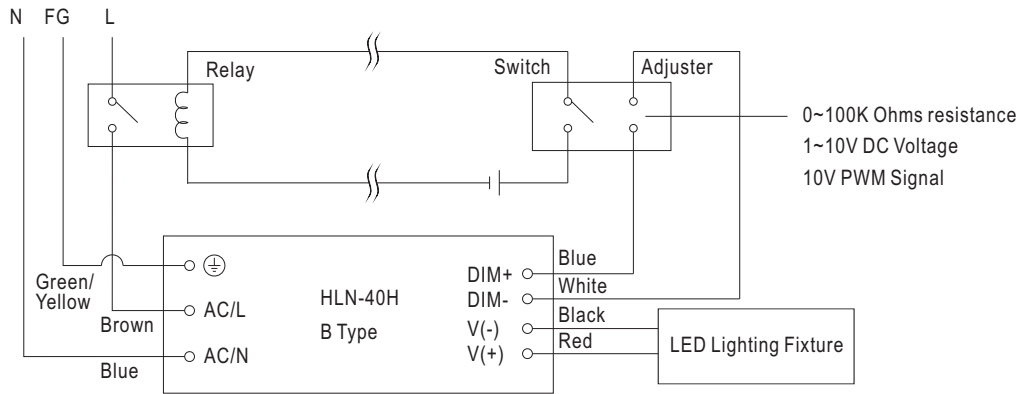 N FG L
Relay
Switch
Adjuster
0~100K Ohms resistance
1~10V DC Voltage
10V PWM Signal
Green/
Yellow
Brown
Blue
AC/L
AC/N
HLN-40H
B Type
DIM+
DIM-
V(-)
V(+)
Blue
White
Black
Red
LED Lighting Fixture